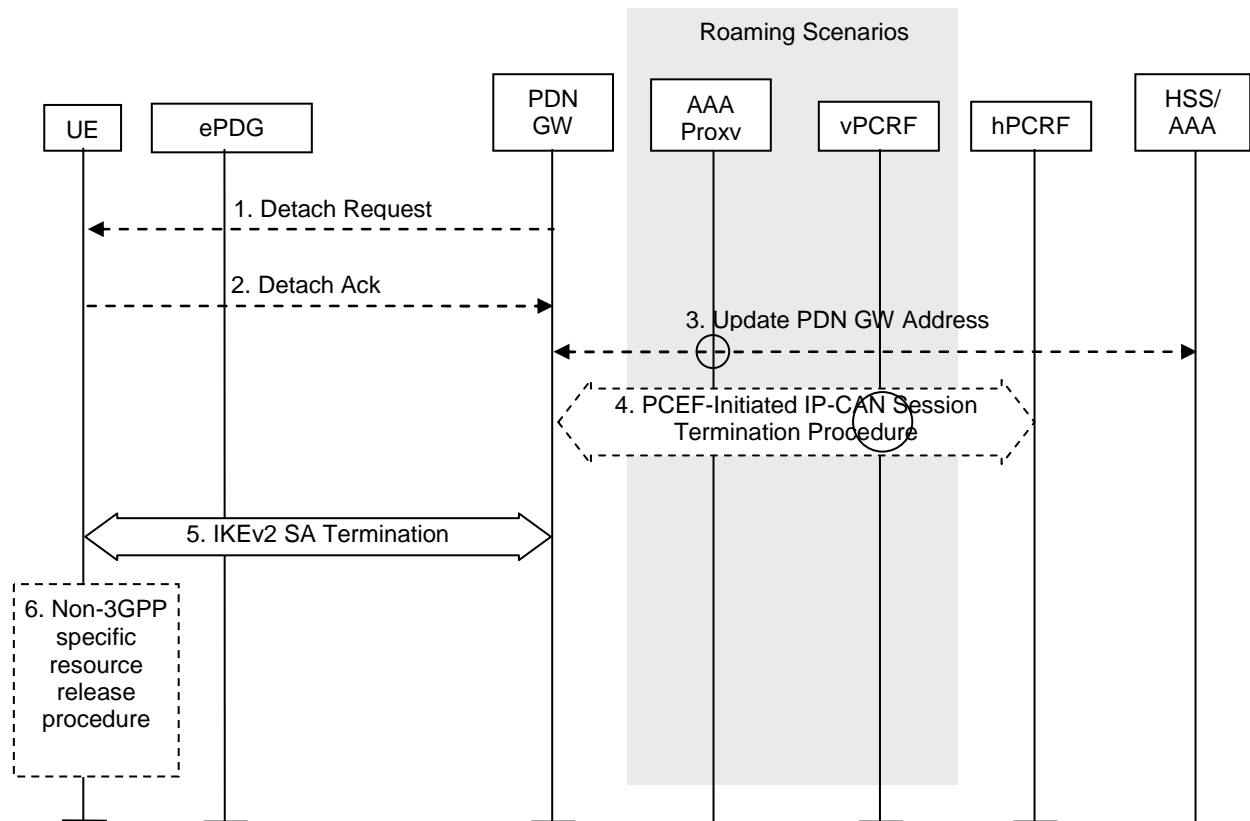 Roaming Scenarios
UE
ePDG
PDN
GW
AAA
Proxv
vPCRF
hPCRF
HSS/
AAA
1. Detach Request
2. Detach Ack
3. Update PDN GW Address
4. PCEF-Initiated IP-CAN Session
Termination Procedure
5. IKEv2 SA Termination
6. Non-3GPP
specific
resource
release
procedure